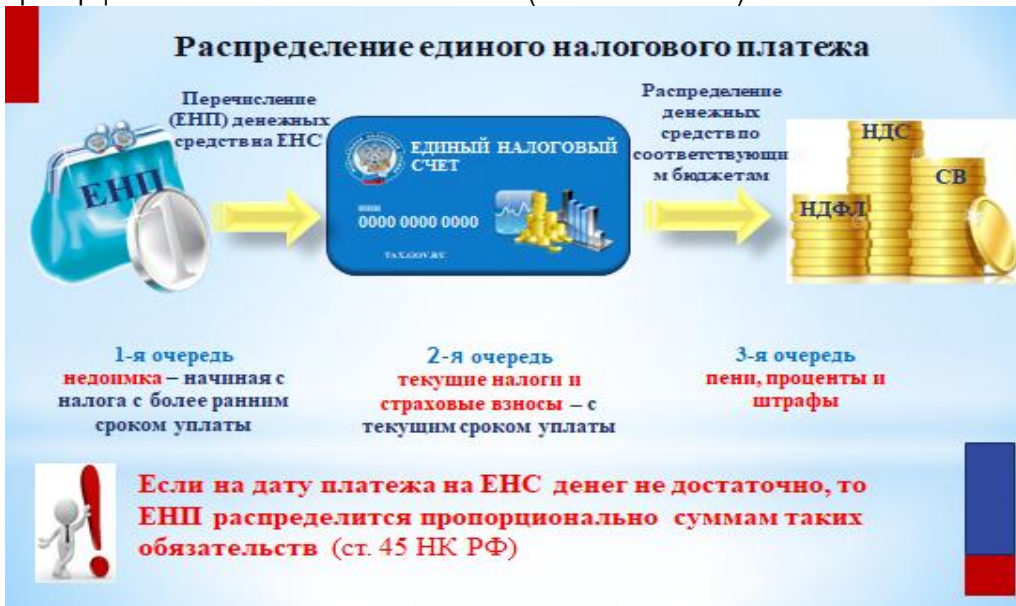 Распределение единого налогового платежа
Перечисление
(ЕНП) денежных
средств на ЕНС
Распределение
денежных
средств по
соответствующи
м бюджетам
ЕНП
ЕДИНЫЙ НАЛОГОВЫЙ
СЧЕТ
0000 0000 0000
TAX.GOV.RU
НДС
СВ
НДФЛ
1-я очередь
недоимка – начиная с
налога с более ранним
сроком уплаты
2-я очередь
текущие налоги и
страховые взносы – с
текущим сроком уплаты
3-я очередь
пени, проценты и
штрафы
Если на дату платежа на ЕНС денег не достаточно, то
ЕНП распределится пропорционально суммам таких
обязательств (ст. 45 НК РФ)